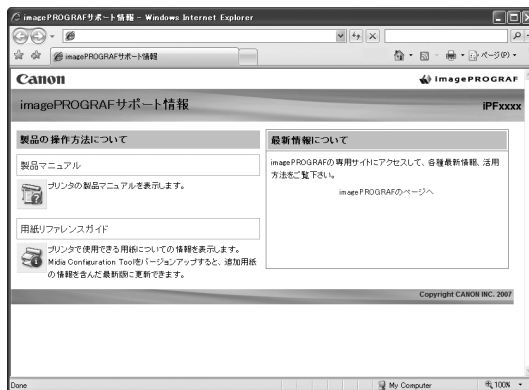 imagePROGRAFサポート情報 - Windows Internet Explorer
imagePROGRAFサポート情報
ページ(P)
Canon
imagePROGRAF
imagePROGRAFサポート情報
iPFxxxx
製品の操作方法について
製品マニュアル
プリンタの製品マニュアルを表示します。
用紙リファレンスガイド
プリンタで使用できる用紙についての情報を表示します。
Midia Configuration Toolをバージョンアップすると、追加用紙
の情報を含んだ最新版に更新できます。
最新情報について
imagePROGRAFの専用サイトにアクセスして、各種最新情報、活用
方法をご覧下さい。
imagePROGRAFのページへ
Copyright CANON INC. 2007
Done
My Computer
100%